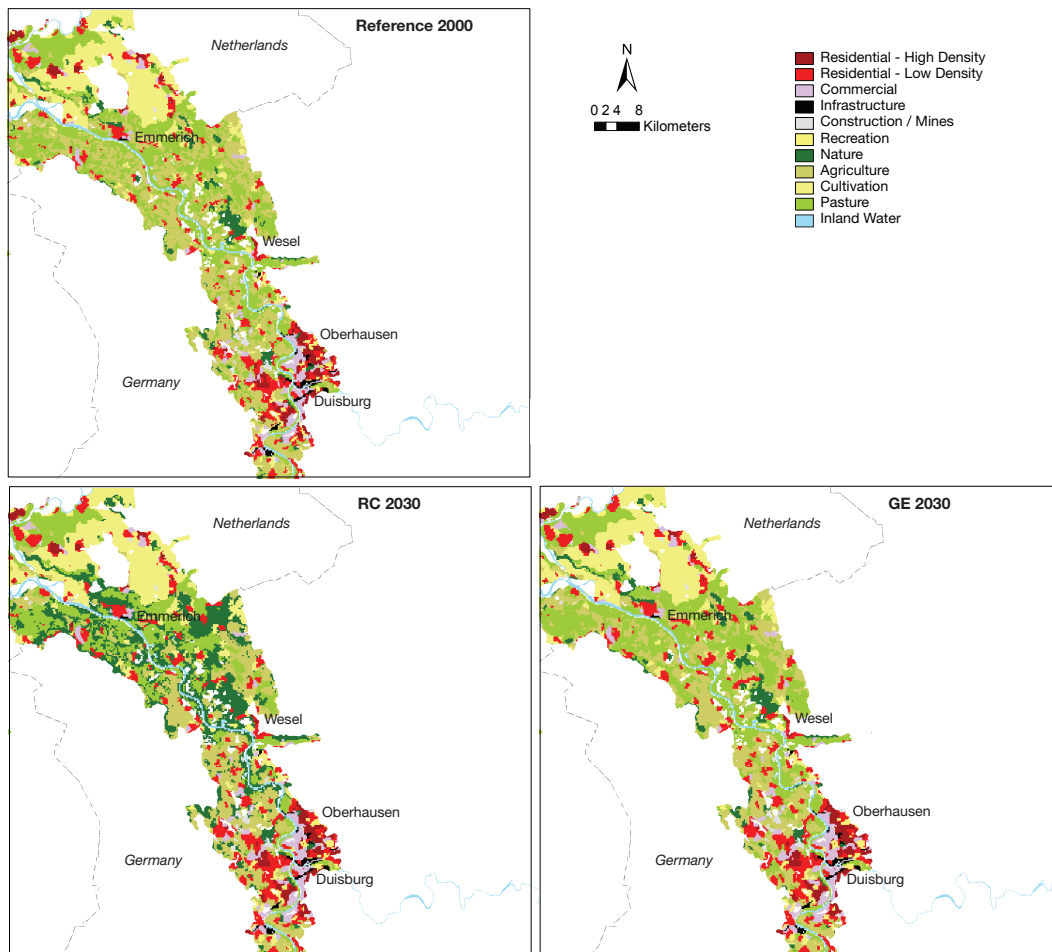 Reference 2000
Netherlands
Emmerich
Wesel
Oberhausen
Germany
Duisburg
N
0 2 4 8
Kilometers
Residential - High Density
Residential - Low Density
Commercial
Infrastructure
Construction / Mines
Recreation
Nature
Agriculture
Cultivation
Pasture
Inland Water
RC 2030
Netherlands
Emmerich
Wesel
Oberhausen
Germany
Duisburg
GE 2030
Netherlands
Emmerich
Wesel
Oberhausen
Germany
Duisburg